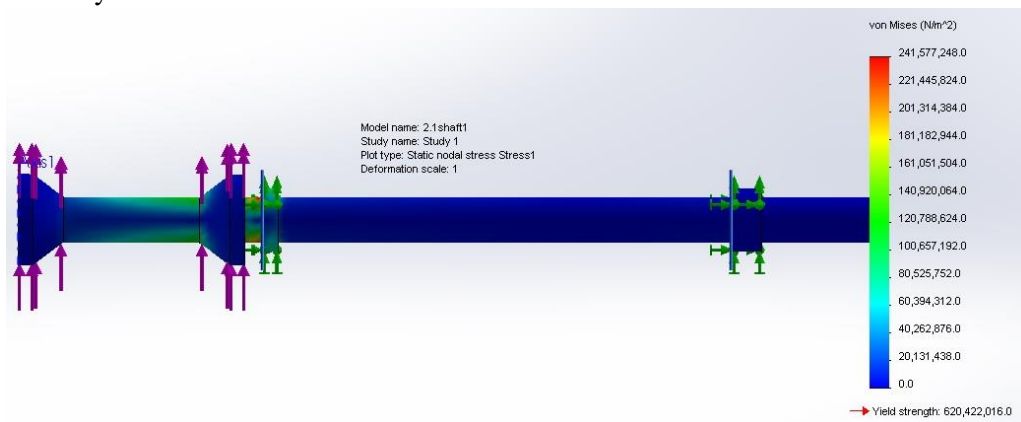 von Mises (N/m^2)
241,577,248.0
221,445,824.0
201,314,384.0
181,182,944.0
161,051,504.0
140,920,064.0
120,788,624.0
100,657,192.0
80,525,752.0
60,394,312.0
40,262,876.0
20,131,438.0
0.0
Yield strength: 620,422,016.0
Model name: 2.1shaft1
Study name: Study 1
Plot type: Static nodal stress Stress1
Deformation scale: 1